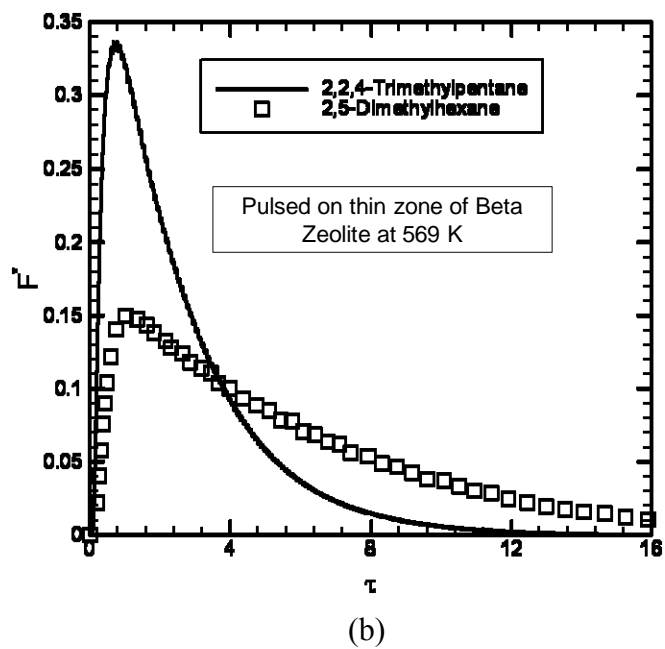 0.35
0.3
0.25
0.2
0.15
0.1
0.05
0
F*
2,2,4-Trimethylpentane
2,5-Dimethylhexane
Pulsed on thin zone of Beta
Zeolite at 569 K
0 4 8 12 16
τ
(b)